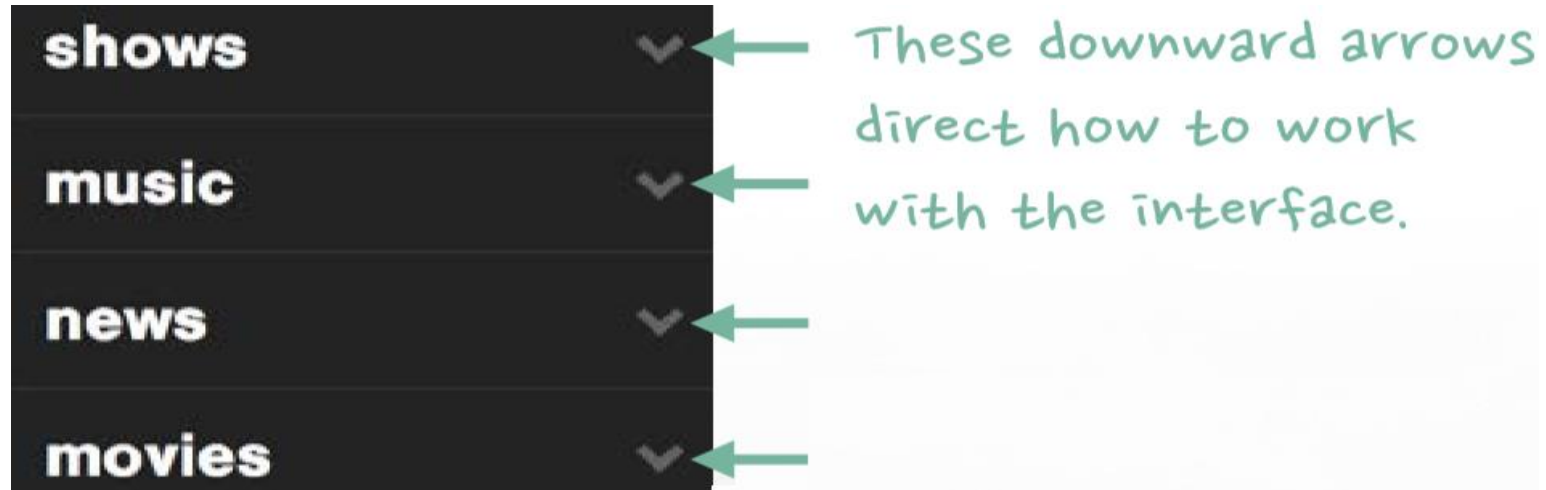 shows
These downward arrows
direct how to work
music
with the interface.
news
movies